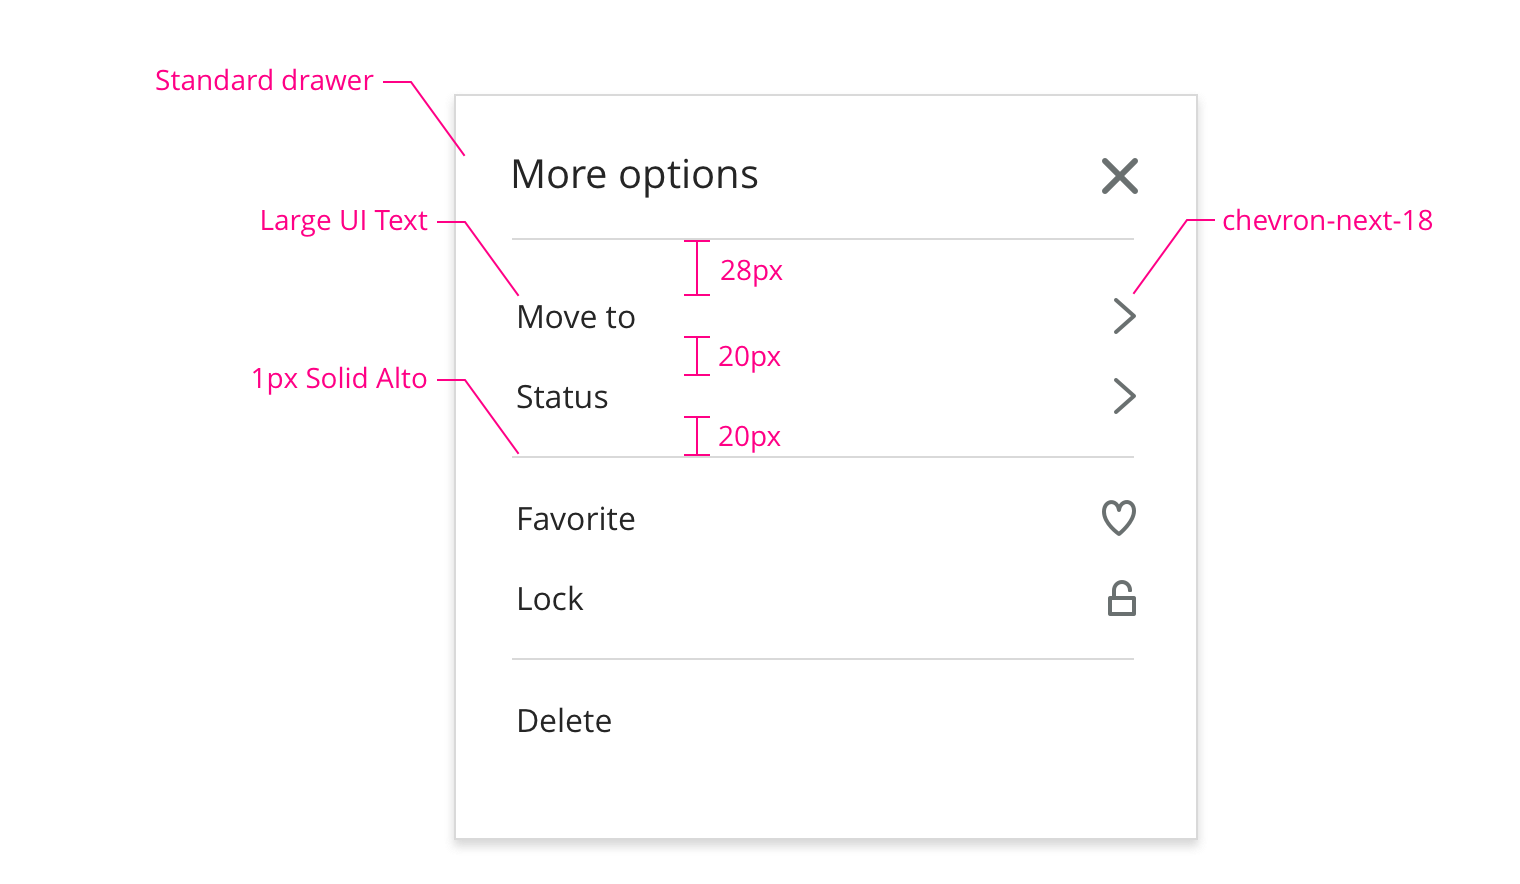 Standard drawer
More options
Large UI Text
chevron-next-18
28px
Move to
20px
1px Solid Alto
Status
20px
Favorite
Lock
Delete